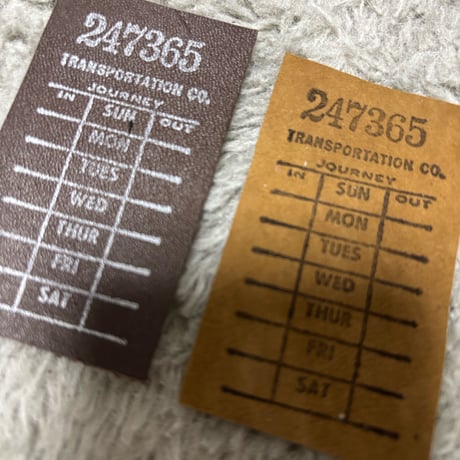 247365
TRANSPORTATION CO.
JOURNEY
IN SUN OUT
MON
TUES
WED
THUR
FRI
SAT
247365
TRANSPORTATION CO.
JOURNEY
IN SUN OUT
MON
TUES
WED
THUR
FRI
SAT